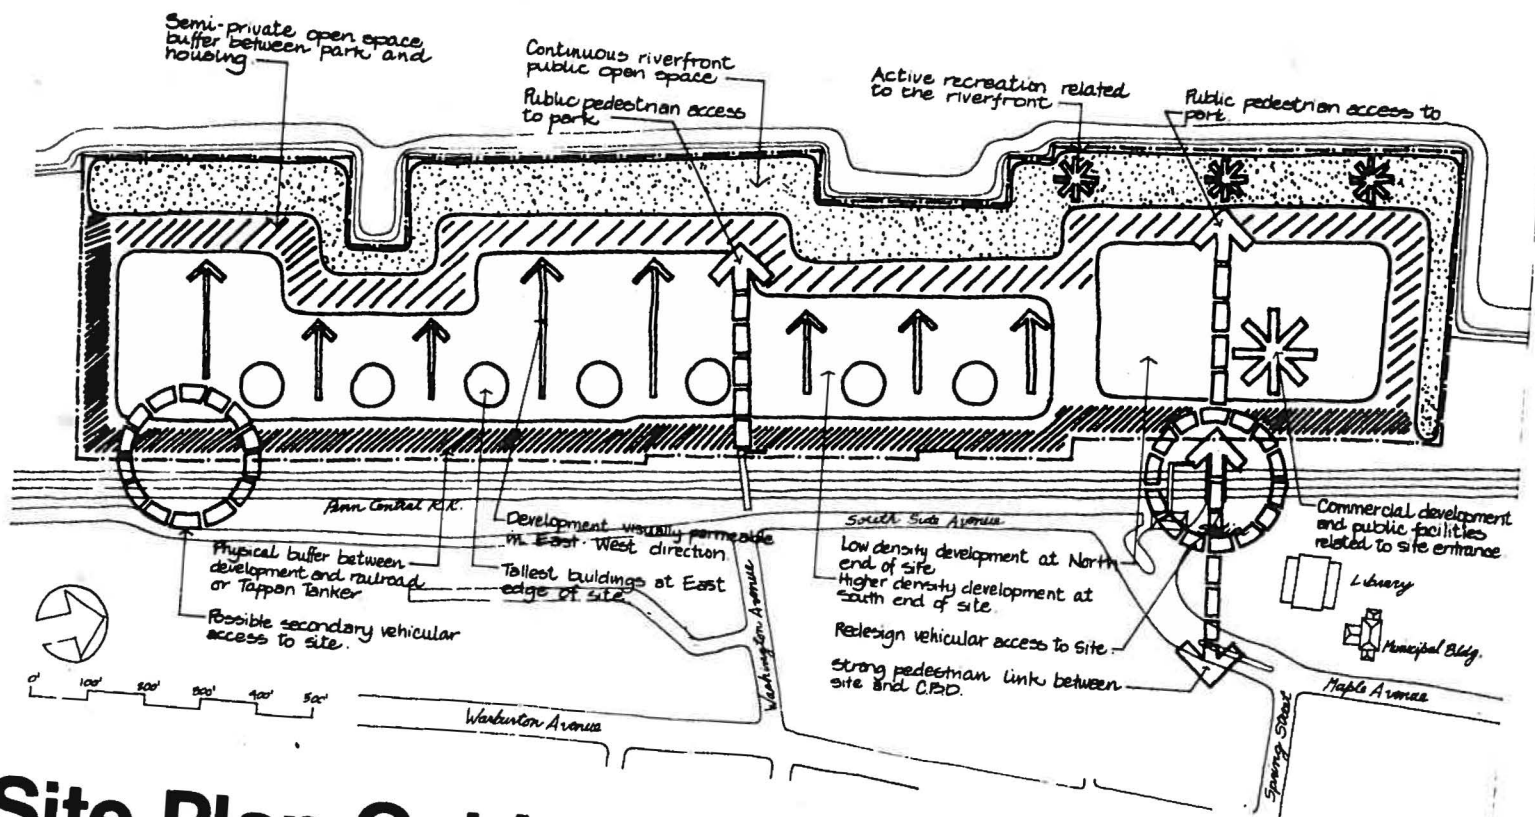 Semi-private open space
buffer between park and
housing
Continuous riverfront
public open space
Public pedestrian access
to park
Active recreation related
to the riverfront
Public pedestrian access to
park.
Penn Central R.R.
South Side Avenue
Physical buffer between
development and railroad
or Tappan Tanker
Possible secondary vehicular
access to site.
Development visually permeable
in East-West direction.
Tallest buildings at East
edge of site
Low density development at North
end of site
Higher density development at
south end of site.
Redesign vehicular access to site
Strong pedestrian link between
site and CBD.
Commercial development
and public facilities
related to site entrance
Library
Municipal Bldg.
Washington Avenue
Warburton Avenue
Maple Avenue
Spring Street
0' 100' 200' 300' 400' 500'
Site Plan